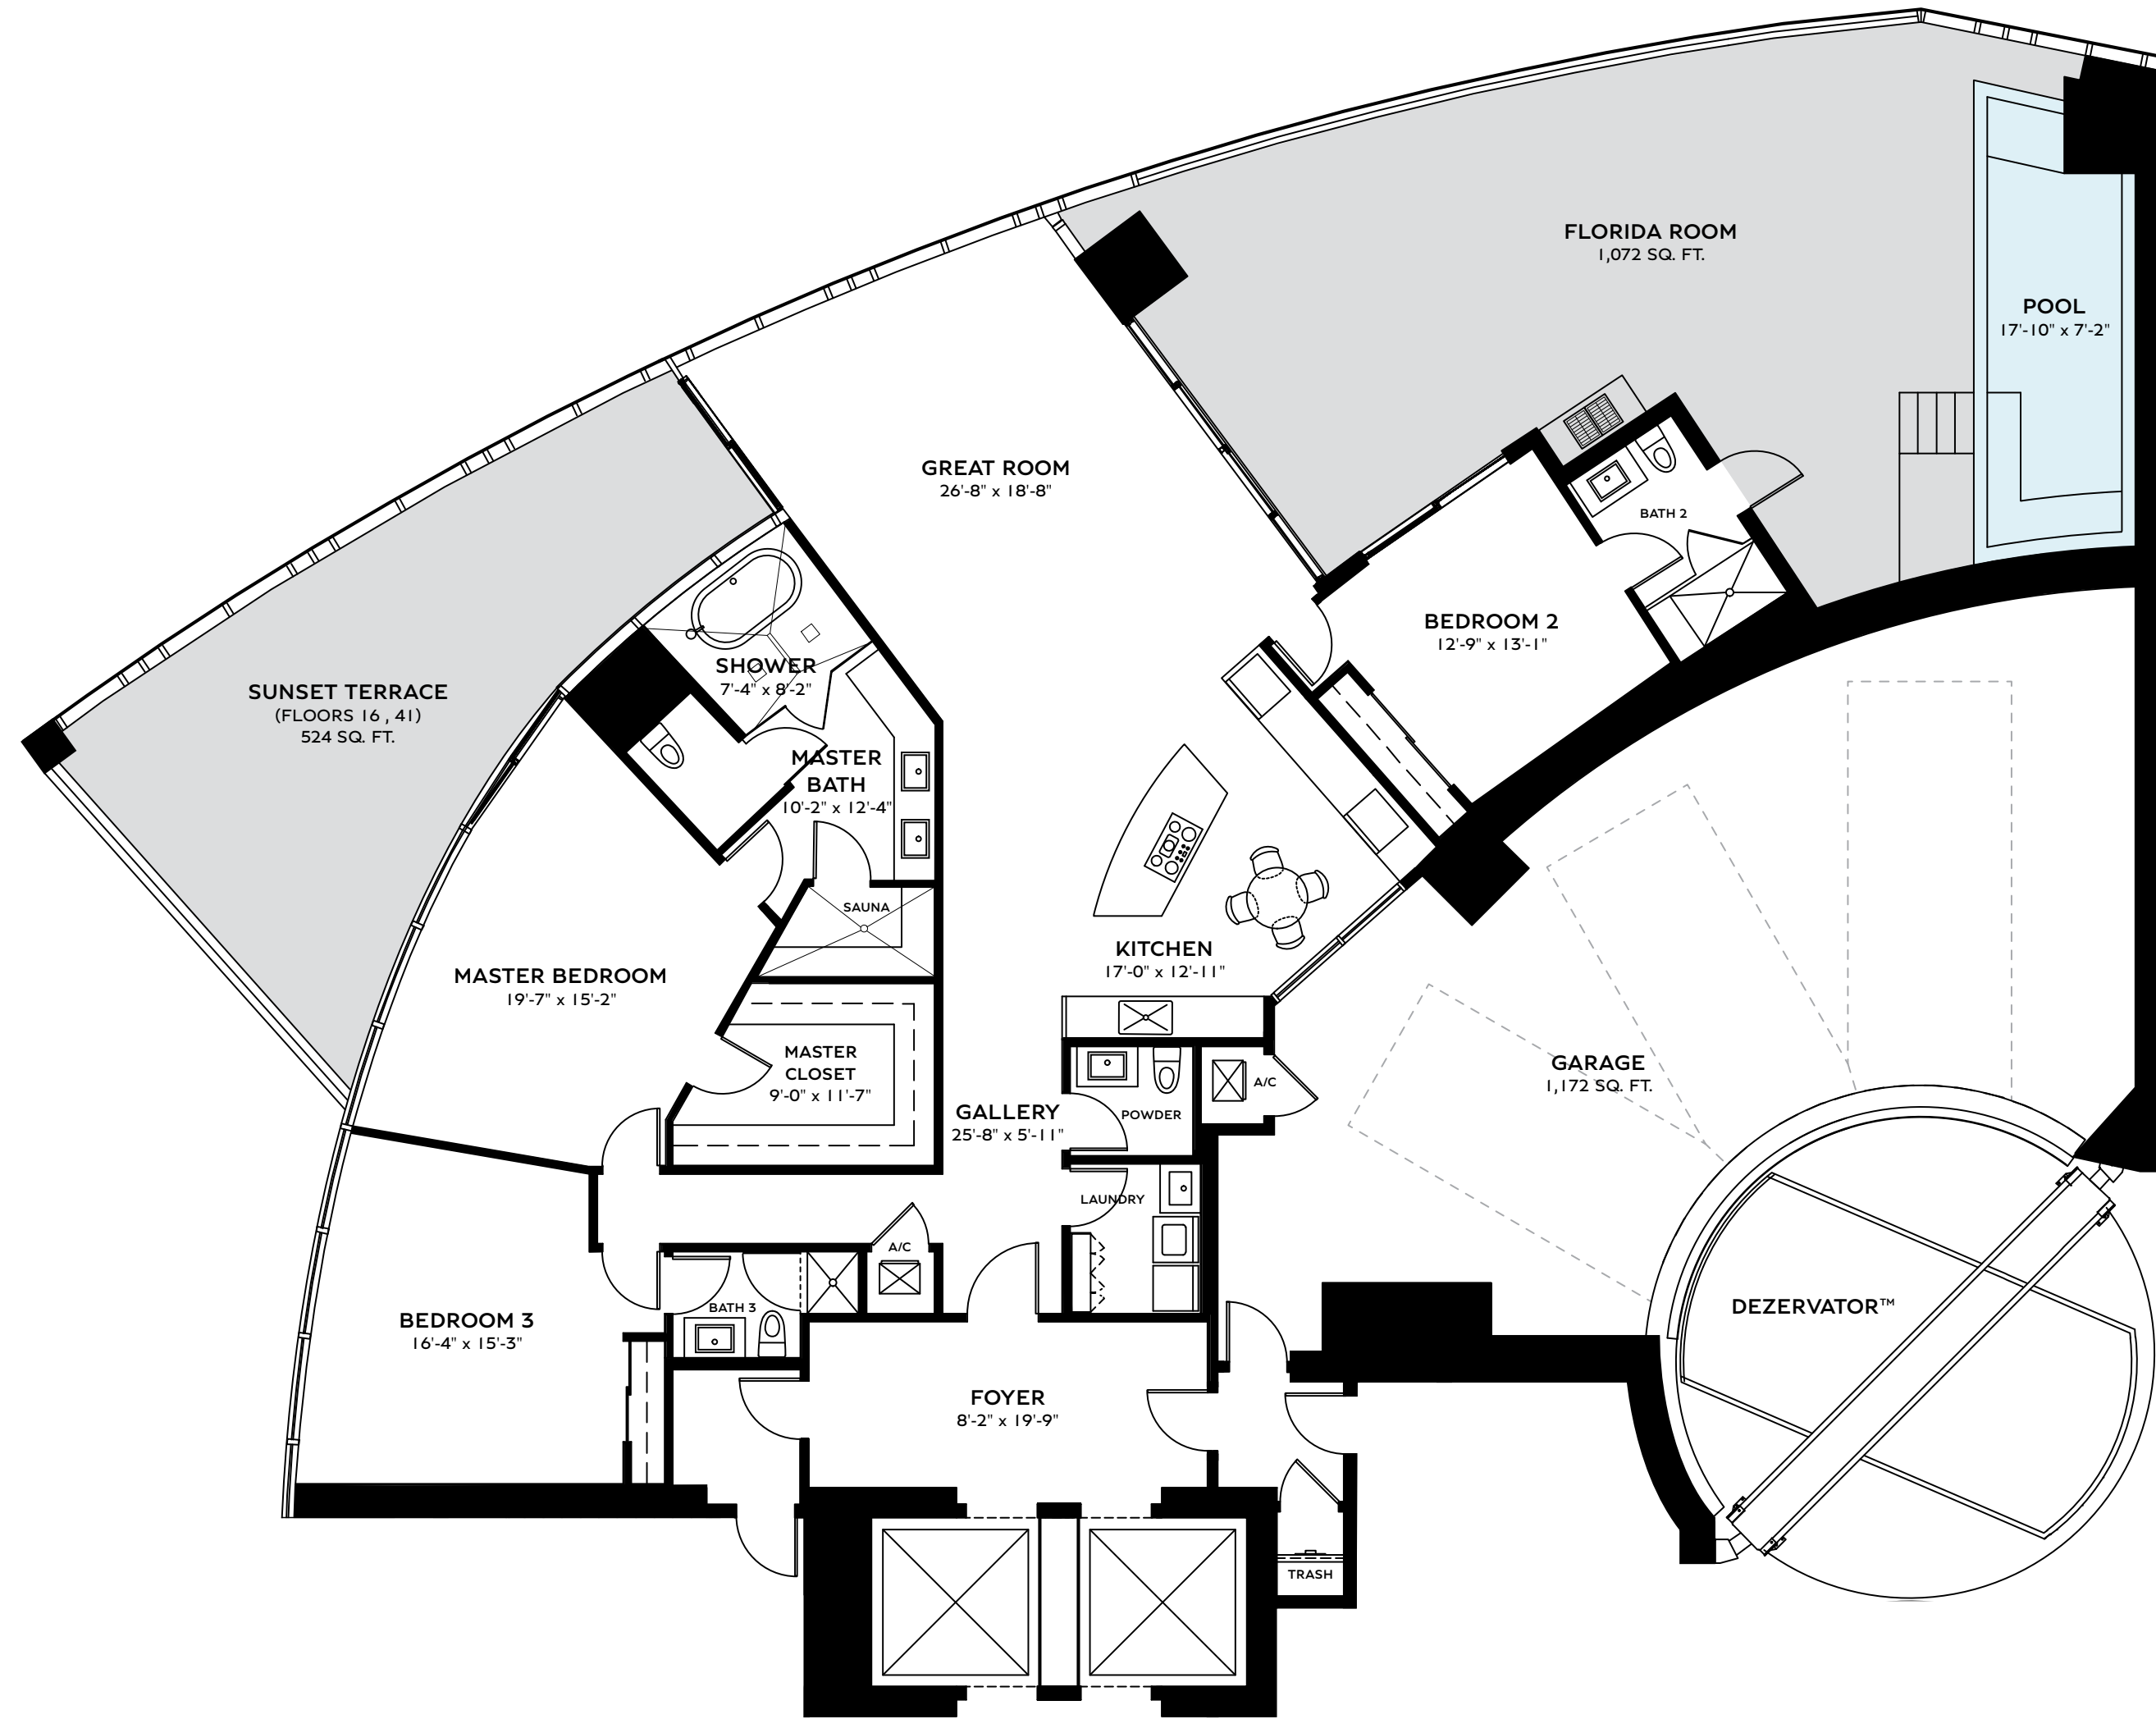 FLORIDA ROOM
1,072 SQ. FT.
POOL
17'-10" x 7'-2"
GREAT ROOM
26'-8" x 18'-8"
BATH 2
BEDROOM 2
12'-9" x 13'-1"
SHOWER
7'-4" x 8'-2"
SUNSET TERRACE
(FLOORS 16 , 41)
524 SQ. FT.
MASTER
BATH
10'-2" x 12'-4"
SAUNA
KITCHEN
17'-0" x 12'-11"
MASTER BEDROOM
19'-7" x 15'-2"
MASTER
CLOSET
9'-0" x 11'-7"
GALLERY
25'-8" x 5'-11"
POWDER
A/C
GARAGE
1,172 SQ. FT.
LAUNDRY
A/C
BATH 3
BEDROOM 3
16'-4" x 15'-3"
DEZERVATOR™
FOYER
8'-2" x 19'-9"
TRASH